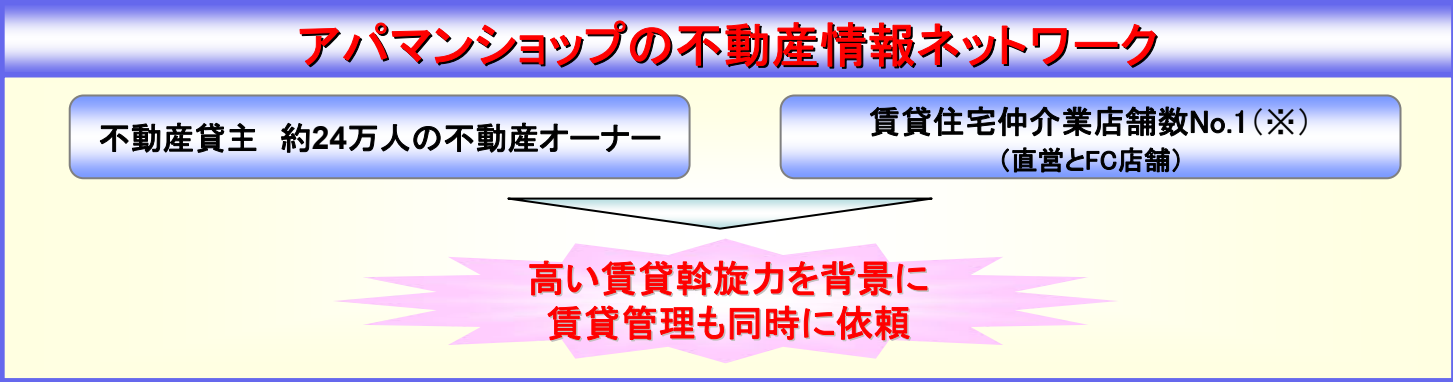 アパマンショップの不動産情報ネットワーク
不動産貸主　約24万人の不動産オーナー
賃貸住宅仲介業店舗数No.1（※）
（直営とFC店舗）
高い賃貸斡旋力を背景に
賃貸管理も同時に依頼